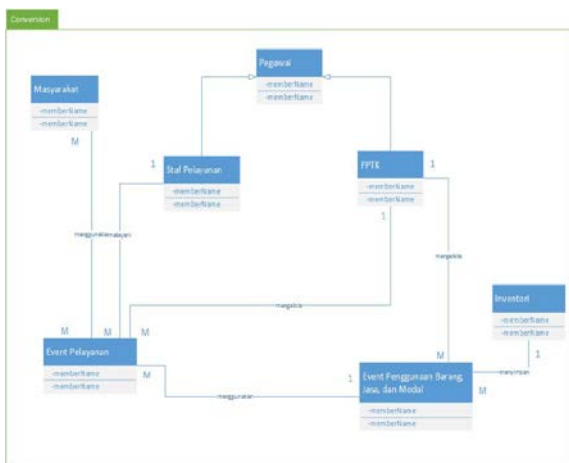 Conversion
Pegawai
-memberName
-memberName
Masyarakat
-memberName
-memberName
M
1
Staf Pelayanan
-memberName
-memberName
PPTK
-memberName
-memberName
1
1
menggunakan
melayani
mengelola
mengelola
Inventori
-memberName
-memberName
1
menyimpan
M
M
M
M
Event Pelayanan
-memberName
-memberName
M
menggunakan
1
M
Event Penggunaan Barang,
Jasa, dan Modal
-memberName
-memberName
M